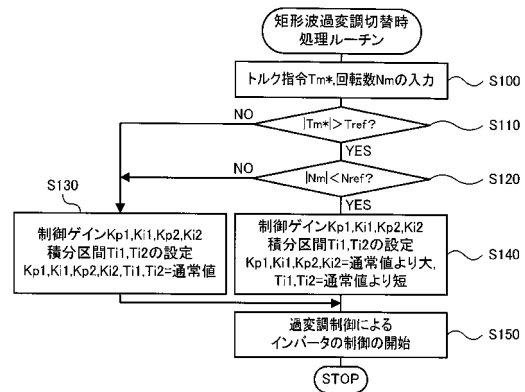 矩形波過変調切替時
処理ルーチン
トルク指令Tm*,回転数Nmの入力
S100
|Tm*|>Tref?
S110
NO
YES
|Nm|<Nref?
S120
NO
YES
S130
制御ゲインKp1,Ki1,Kp2,Ki2
積分区間Ti1,Ti2の設定
Kp1,Ki1,Kp2,Ki2,Ti1,Ti2=通常値
制御ゲインKp1,Ki1,Kp2,Ki2
積分区間Ti1,Ti2の設定
Kp1,Ki1,Kp2,Ki2=通常値より大,
Ti1,Ti2=通常値より短
S140
過変調制御による
インバータの制御の開始
S150
STOP